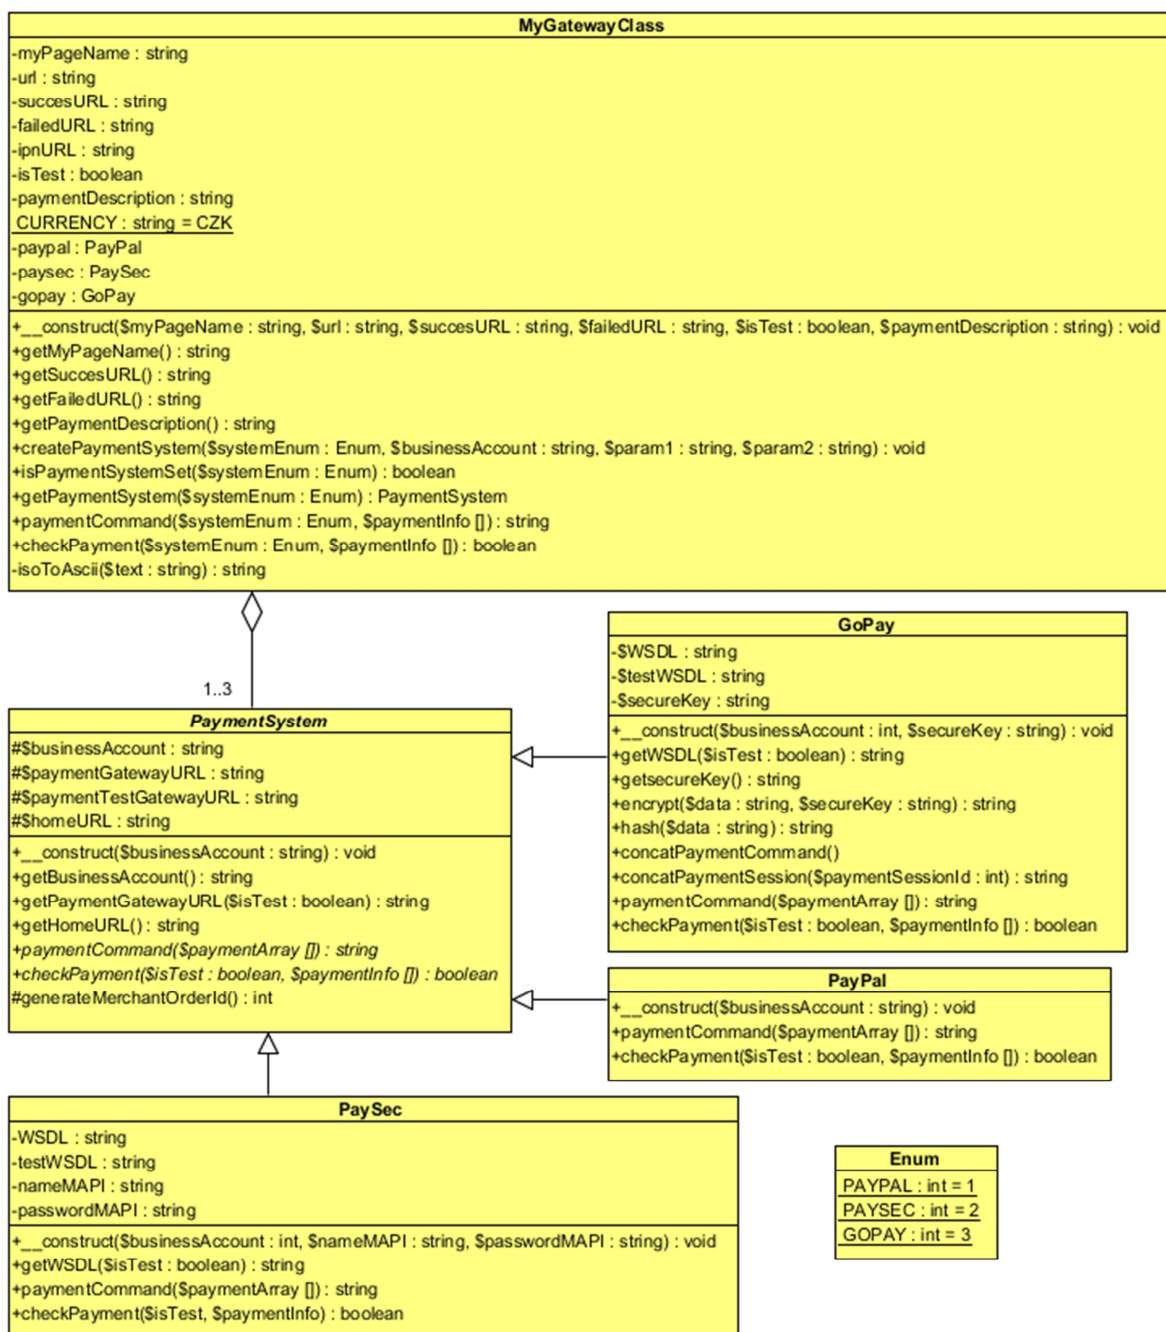 MyGatewayClass
-myPageName : string
-url : string
-succesURL : string
-failedURL : string
-ipnURL : string
-isTest : boolean
-paymentDescription : string
CURRENCY : string = CZK
-paypal : PayPal
-paysec : PaySec
-gopay : GoPay
+__construct($myPageName : string, $url : string, $succesURL : string, $failedURL : string, $isTest : boolean, $paymentDescription : string) : void
+getMyPageName() : string
+getSuccesURL() : string
+getFailedURL() : string
+getPaymentDescription() : string
+createPaymentSystem($systemEnum : Enum, $businessAccount : string, $param1 : string, $param2 : string) : void
+isPaymentSystemSet($systemEnum : Enum) : boolean
+getPaymentSystem($systemEnum : Enum) : PaymentSystem
+paymentCommand($systemEnum : Enum, $paymentInfo []) : string
+checkPayment($systemEnum : Enum, $paymentInfo []) : boolean
-isoToAscii($text : string) : string
1..3
PaymentSystem
#$businessAccount : string
#$paymentGatewayURL : string
#$paymentTestGatewayURL : string
#$homeURL : string
+__construct($businessAccount : string) : void
+getBusinessAccount() : string
+getPaymentGatewayURL($isTest : boolean) : string
+getHomeURL() : string
+paymentCommand($paymentArray []) : string
+checkPayment($isTest : boolean, $paymentInfo []) : boolean
#generateMerchantOrderId() : int
GoPay
-$WSDL : string
-$testWSDL : string
-$secureKey : string
+__construct($businessAccount : int, $secureKey : string) : void
+getWSDL($isTest : boolean) : string
+getsecureKey() : string
+encrypt($data : string, $secureKey : string) : string
+hash($data : string) : string
+concatPaymentCommand()
+concatPaymentSession($paymentSessionId : int) : string
+paymentCommand($paymentArray []) : string
+checkPayment($isTest : boolean, $paymentInfo []) : boolean
PayPal
+__construct($businessAccount : string) : void
+paymentCommand($paymentArray []) : string
+checkPayment($isTest : boolean, $paymentInfo []) : boolean
PaySec
-WSDL : string
-testWSDL : string
-nameMAPI : string
-passwordMAPI : string
+__construct($businessAccount : int, $nameMAPI : string, $passwordMAPI : string) : void
+getWSDL($isTest : boolean) : string
+paymentCommand($paymentArray []) : string
+checkPayment($isTest, $paymentInfo) : boolean
Enum
PAYPAL : int = 1
PAYSEC : int = 2
GOPAY : int = 3